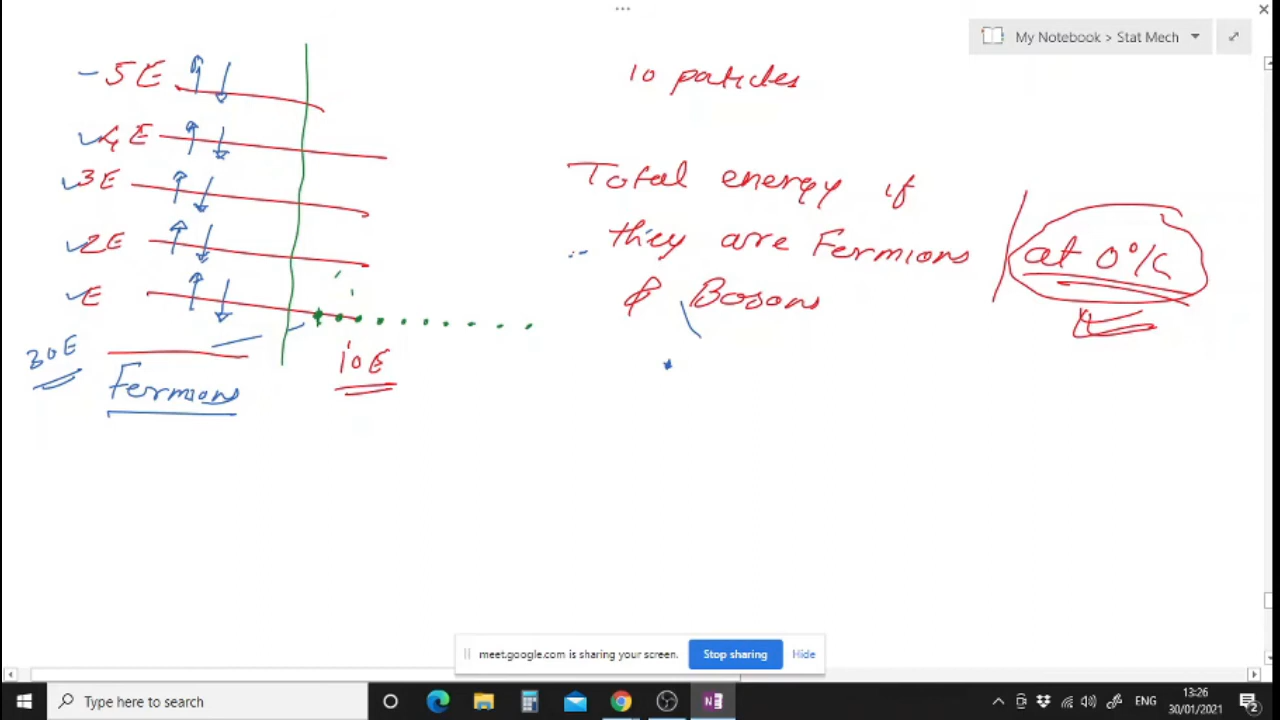 My Notebook > Stat Mech
5E
4E
3E
2E
E
30E
Fermions
10E
10 paticles
Total energy if
they are Fermions
& Bosons
at 0°K
meet.google.com is sharing your screen.
Stop sharing
Hide
Type here to search
ENG
13:26
30/01/2021
2